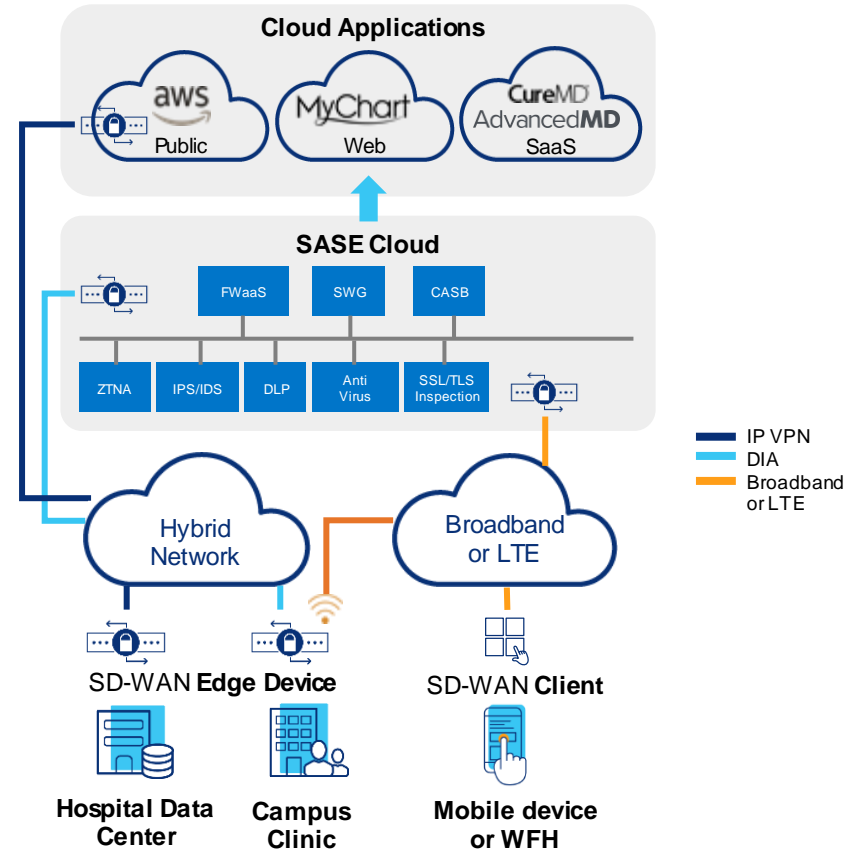 Cloud Applications
aws
Public
MyChart
Web
CureMD
AdvancedMD
SaaS
SASE Cloud
FWaaS
SWG
CASB
ZTNA
IPS/IDS
DLP
Anti
Virus
SSL/TLS
Inspection
IP VPN
DIA
Broadband
or LTE
Hybrid
Network
Broadband
or LTE
SD-WAN Edge Device
SD-WAN Client
Hospital Data
Center
Campus
Clinic
Mobile device
or WFH